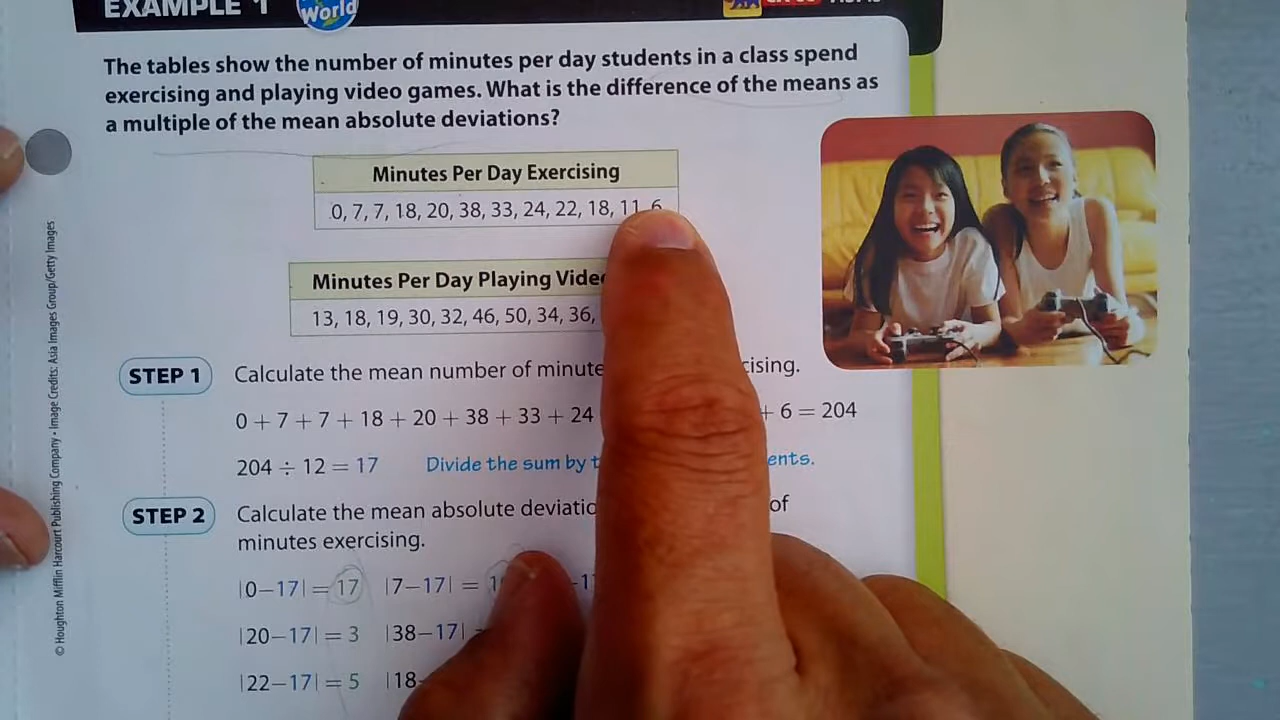 EXAMPLE 1
World
The tables show the number of minutes per day students in a class spend
exercising and playing video games. What is the difference of the means as
a multiple of the mean absolute deviations?
Minutes Per Day Exercising
0, 7, 7, 18, 20, 38, 33, 24, 22, 18, 11, 6
Minutes Per Day Playing
13, 18, 19, 30, 32, 46, 50, 34, 36,
STEP 1
Calculate the mean number of
0 + 7 + 7 + 18 + 20 + 38 + 33 + 24 + 6 = 204
204 ÷ 12 = 17 Divide the sum by
STEP 2
Calculate the mean absolute of
minutes exercising.
|0−17| = 17 |7−17| =
|20−17| = 3 |38−17|
|22−17| = 5 |18
© Houghton Mifflin Harcourt Publishing Company • Image Credits: Asia Images Group/Getty Images